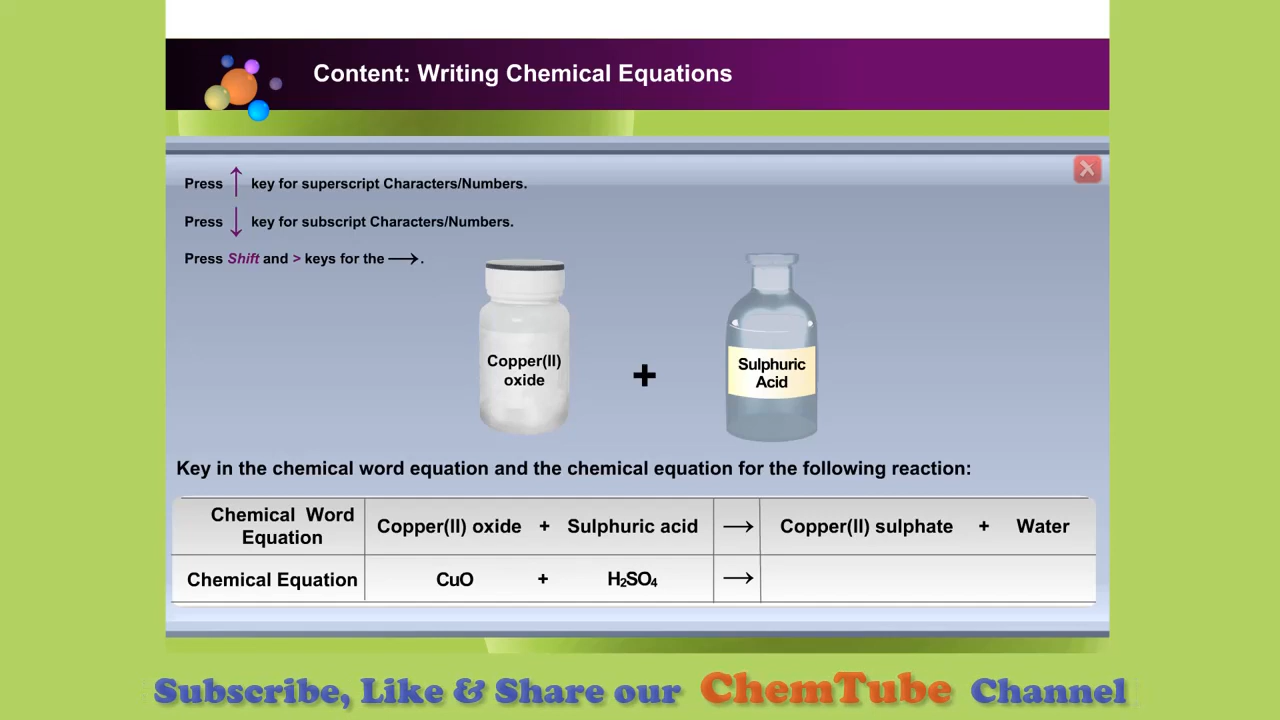 Content: Writing Chemical Equations
Press ↑ key for superscript Characters/Numbers.
Press ↓ key for subscript Characters/Numbers.
Press Shift and > keys for the ⟶.
Copper(II)
oxide
+
Sulphuric
Acid
Key in the chemical word equation and the chemical equation for the following reaction:
Chemical Word
Equation
Copper(II) oxide + Sulphuric acid ⟶ Copper(II) sulphate + Water
Chemical Equation CuO + H₂SO₄ ⟶
Subscribe, Like & Share our ChemTube Channel